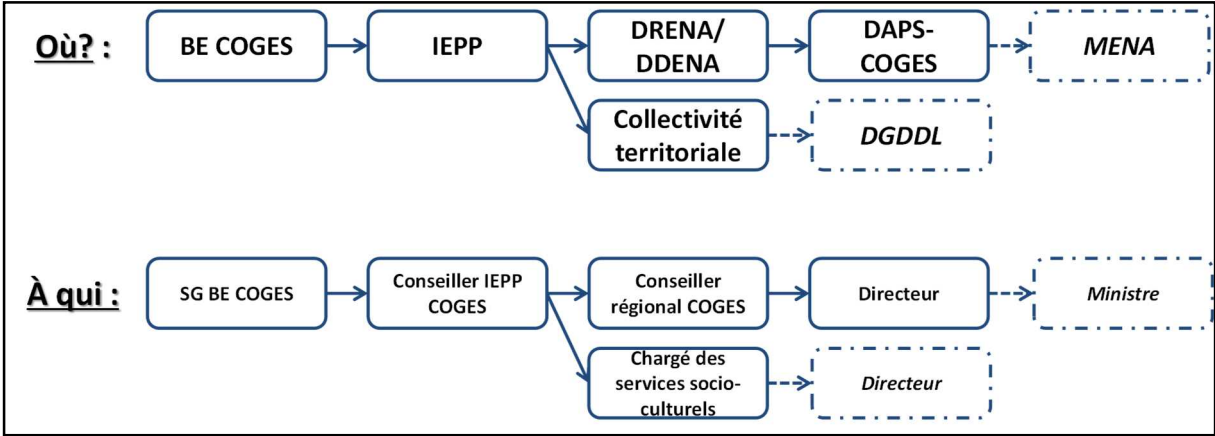 Où? :
BE COGES
IEPP
DRENA/
DDENA
DAPS-
COGES
MENA
Collectivité
territoriale
DGDDL
À qui :
SG BE COGES
Conseiller IEPP
COGES
Conseiller
régional COGES
Directeur
Ministre
Chargé des
services socio-
culturels
Directeur